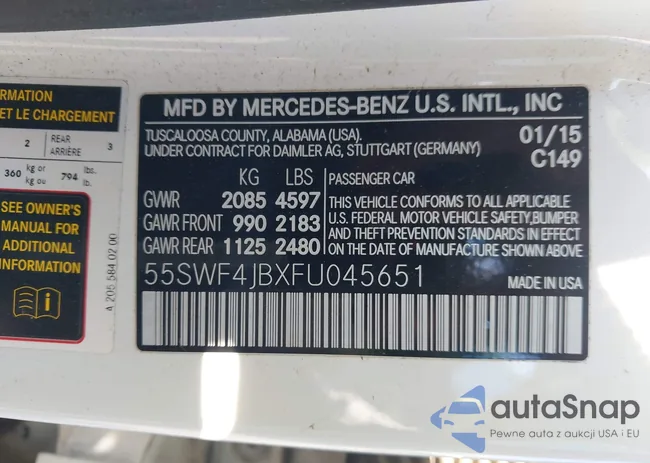 ORMATION
ET LE CHARGEMENT
2 REAR ARRIÈRE 3
360 kg or kg ou 794 lbs. lb.
SEE OWNER'S
MANUAL FOR
ADDITIONAL
INFORMATION
A 205 584 02 00
MFD BY MERCEDES-BENZ U.S. INTL., INC
TUSCALOOSA COUNTY, ALABAMA (USA).
UNDER CONTRACT FOR DAIMLER AG, STUTTGART (GERMANY)
01/15
C149
KG LBS
GVWR 2085 4597
GAWR FRONT 990 2183
GAWR REAR 1125 2480
PASSENGER CAR
THIS VEHICLE CONFORMS TO ALL APPLICABLE
U.S. FEDERAL MOTOR VEHICLE SAFETY,BUMPER
AND THEFT PREVENTION STANDARDS IN EFFECT
ON THE DATE OF MANUFACTURE SHOWN ABOVE.
55SWF4JBXFU045651
MADE IN USA
autaSnap
Pewne auta z aukcji USA i EU